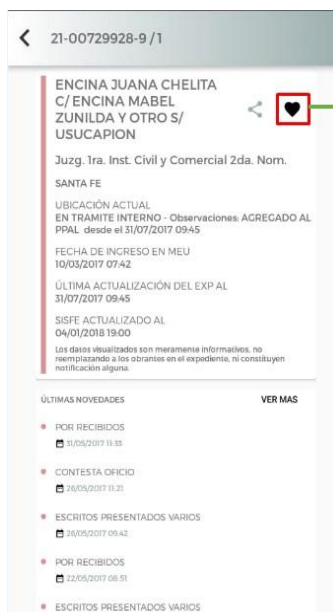 21-00729928-9 /1
ENCINA JUANA CHELITA
C/ ENCINA MABEL
ZUNILDA Y OTRO S/
USUCAPION
Juzg. 1ra. Inst. Civil y Comercial 2da. Nom.
SANTA FE
UBICACIÓN ACTUAL
EN TRAMITE INTERNO - Observaciones: AGREGADO AL
PPAL desde el 31/07/2017 09:45
FECHA DE INGRESO EN MEU
10/03/2017 07:42
ÚLTIMA ACTUALIZACIÓN DEL EXP AL
31/07/2017 09:45
SISFE ACTUALIZADO AL
04/01/2018 19:00
Los datos visualizados son meramente informativos, no
reemplazando a los obrantes en el expediente, ni constituyen
notificación alguna.
ÚLTIMAS NOVEDADES VER MAS
POR RECIBIDOS
31/05/2017 11:33
CONTESTA OFICIO
26/05/2017 11:21
ESCRITOS PRESENTADOS VARIOS
26/05/2017 09:42
POR RECIBIDOS
22/05/2017 08:51
ESCRITOS PRESENTADOS VARIOS